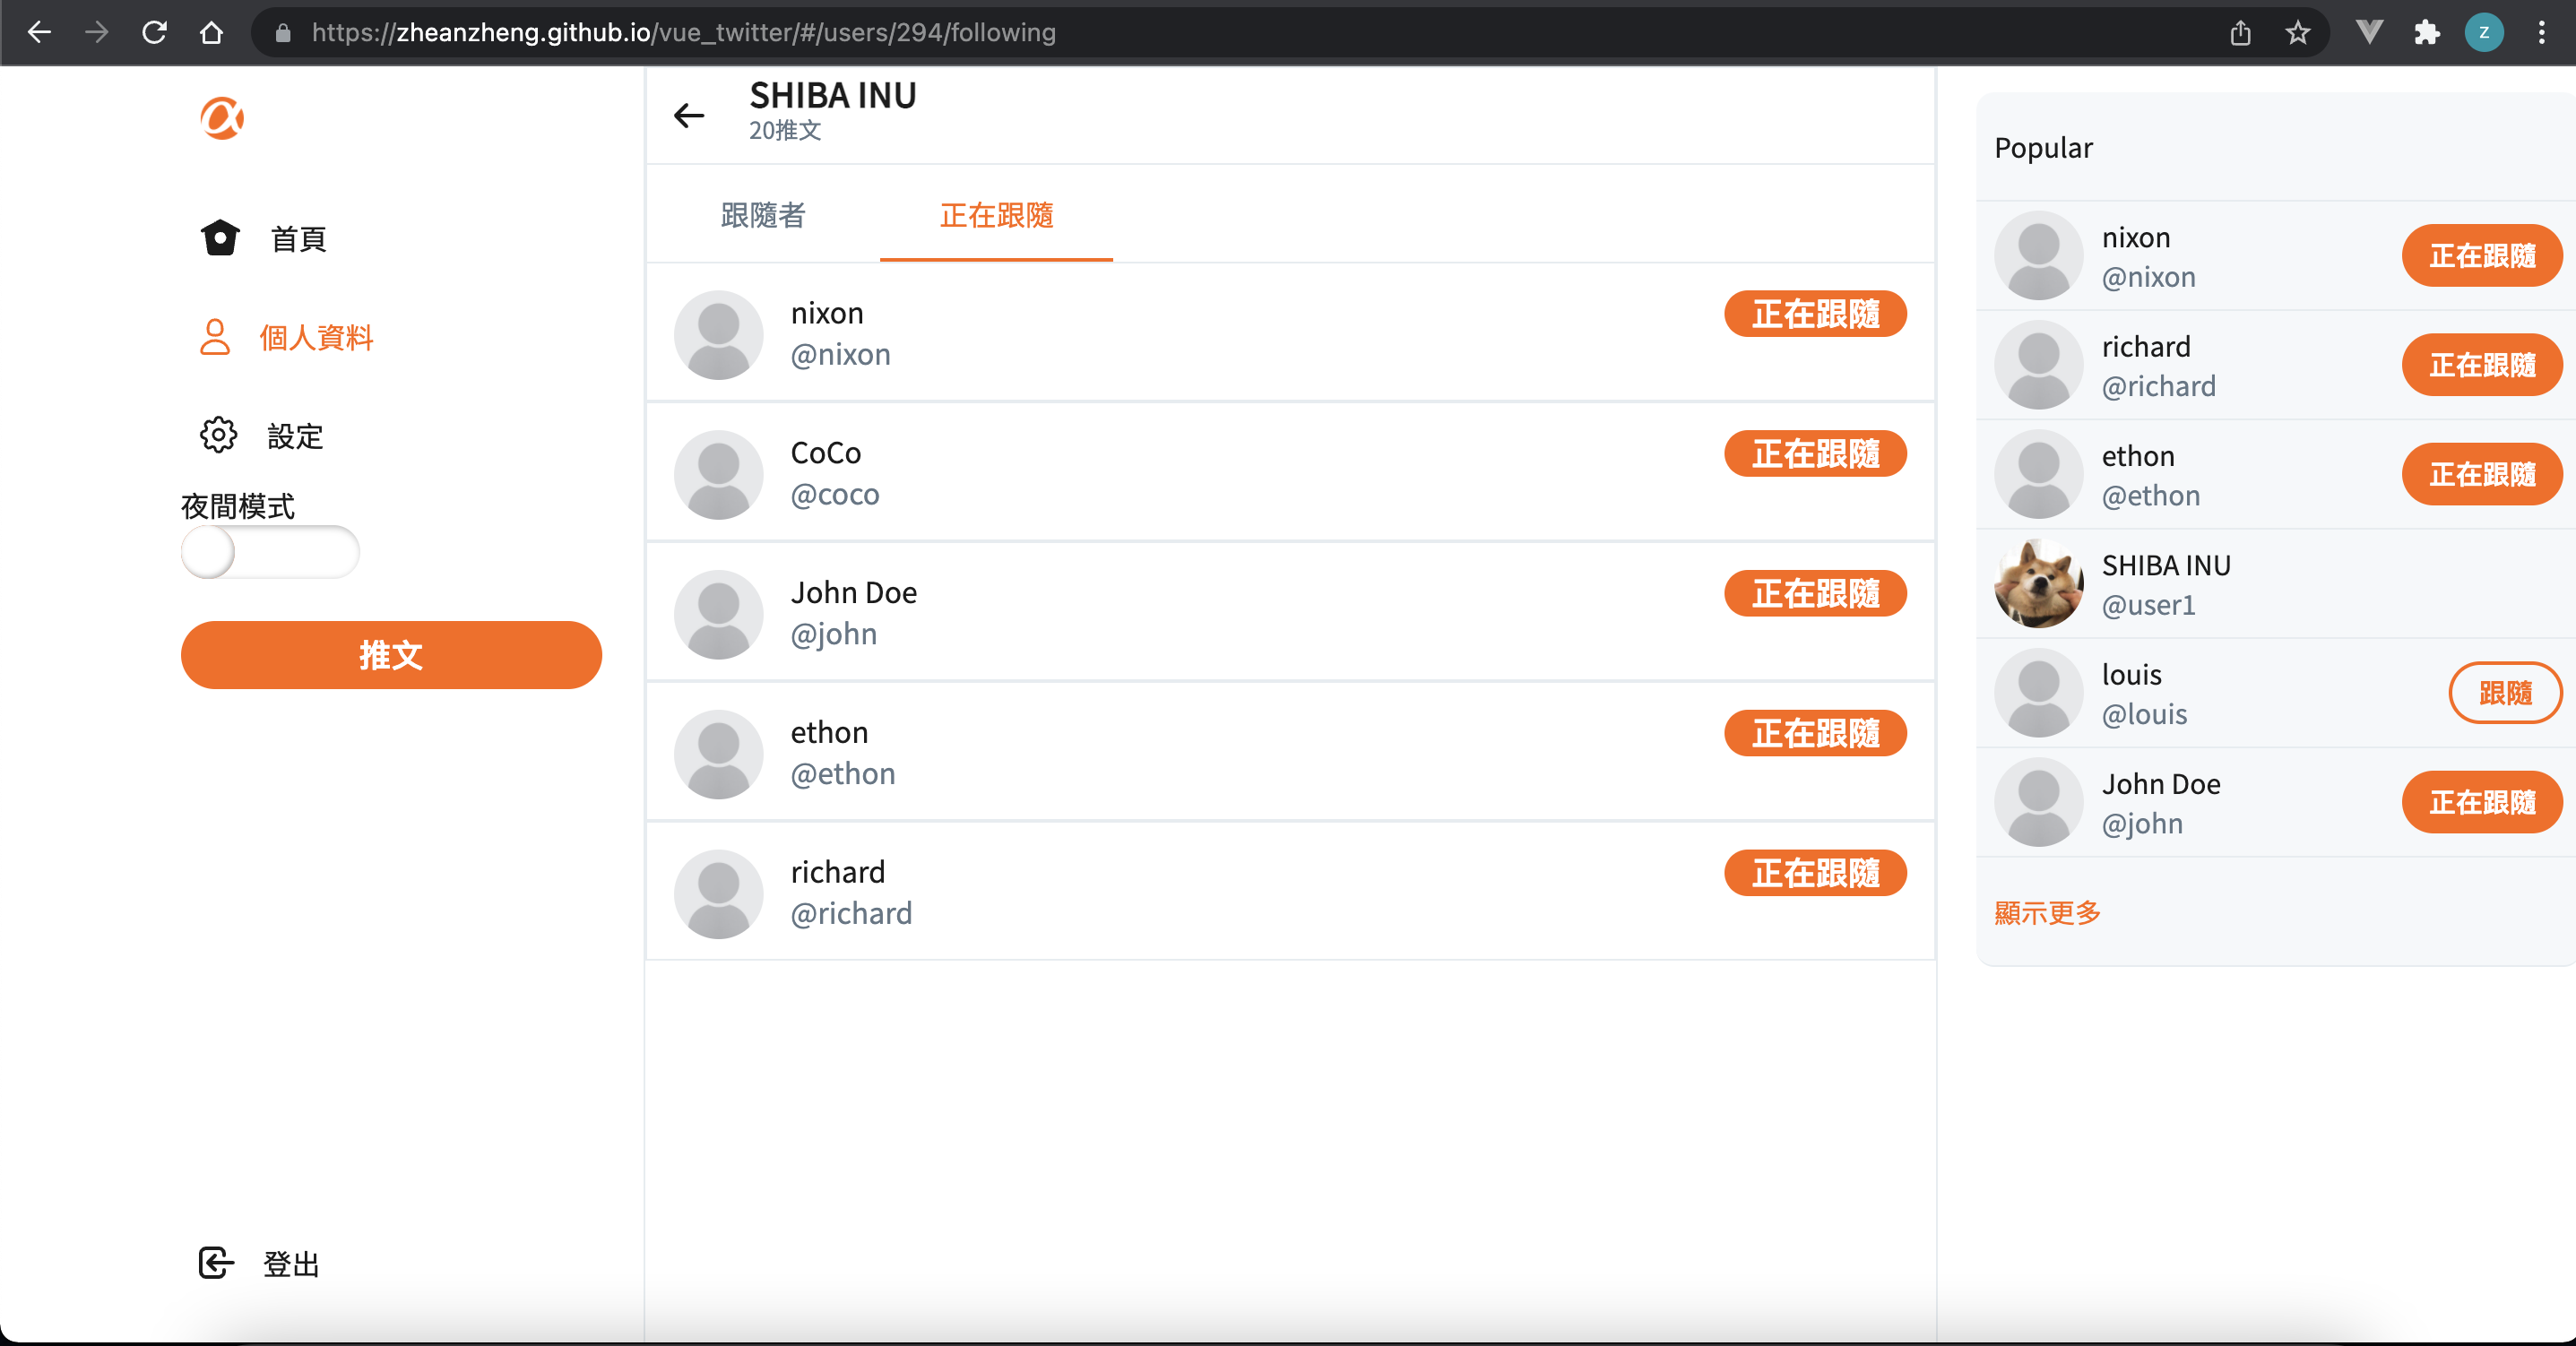 https://zheanzheng.github.io/vue_twitter/#/users/294/following
Z
首頁
個人資料
設定
夜間模式
推文
登出
SHIBA INU
20推文
跟隨者
正在跟隨
nixon
@nixon
正在跟隨
CoCo
@coco
正在跟隨
John Doe
@john
正在跟隨
ethon
@ethon
正在跟隨
richard
@richard
正在跟隨
Popular
nixon
@nixon
正在跟隨
richard
@richard
正在跟隨
ethon
@ethon
正在跟隨
SHIBA INU
@user1
louis
@louis
跟隨
John Doe
@john
正在跟隨
顯示更多